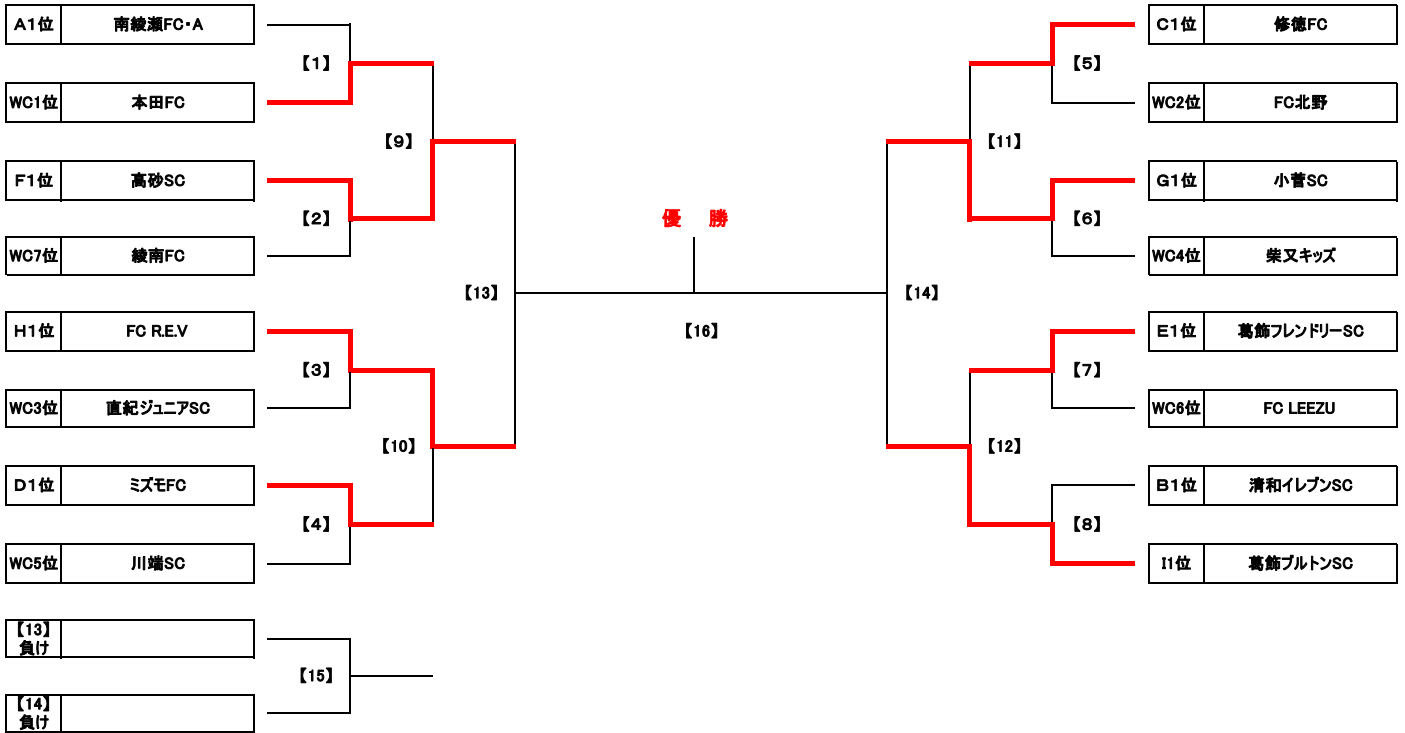 A1位 南綾瀬FC・A
【1】
WC1位 本田FC
【9】
F1位 高砂SC
【2】
WC7位 綾南FC
【13】
H1位 FC R.E.V
【3】
WC3位 直紀ジュニアSC
【10】
D1位 ミズモFC
【4】
WC5位 川端SC
【13】
負け
【15】
【14】
負け
優 勝
【16】
C1位 修徳FC
【5】
WC2位 FC北野
【11】
G1位 小菅SC
【6】
WC4位 柴又キッズ
【14】
E1位 葛飾フレンドリーSC
【7】
WC6位 FC LEEZU
【12】
B1位 清和イレブンSC
【8】
I1位 葛飾ブルトンSC